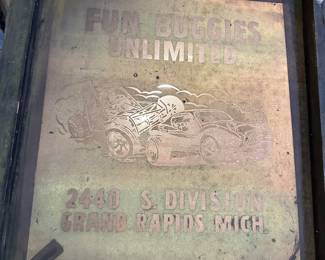 FUN BUGGIES
UNLIMITED
2440 S. DIVISION
GRAND RAPIDS, MICH.